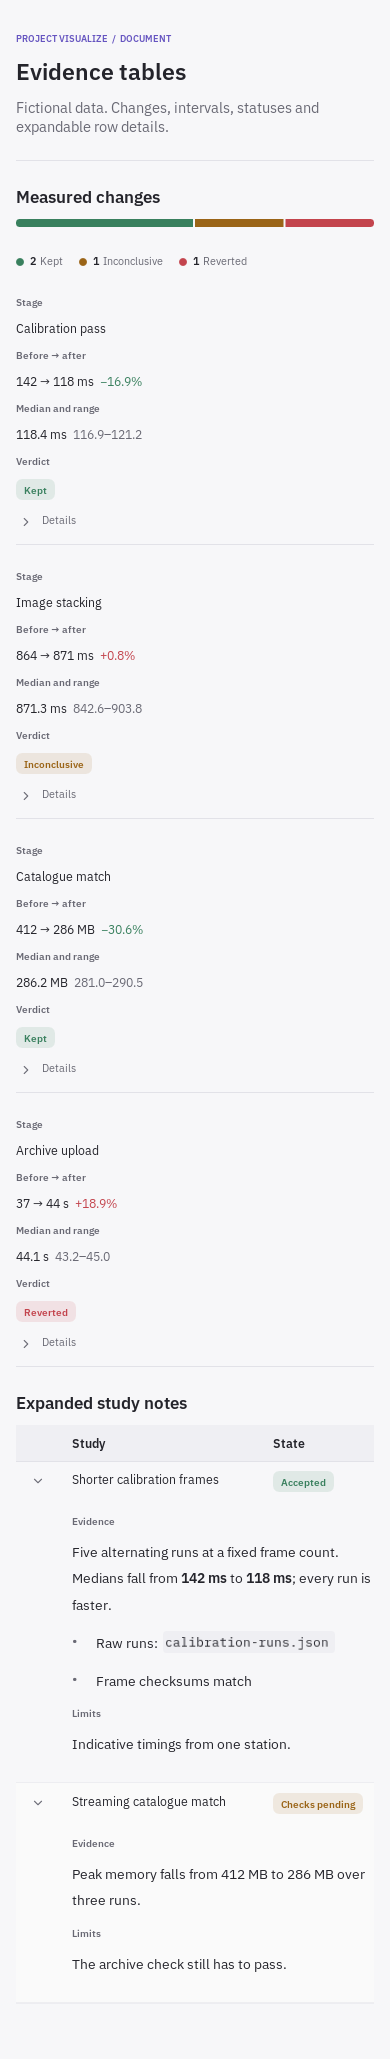 PROJECT VISUALIZE / DOCUMENT
Evidence tables
Fictional data. Changes, intervals, statuses and
expandable row details.
Measured changes
2 Kept 1 Inconclusive 1 Reverted
Stage
Calibration pass
Before → after
142 → 118 ms −16.9%
Median and range
118.4 ms 116.9–121.2
Verdict
Kept
Details
Stage
Image stacking
Before → after
864 → 871 ms +0.8%
Median and range
871.3 ms 842.6–903.8
Verdict
Inconclusive
Details
Stage
Catalogue match
Before → after
412 → 286 MB −30.6%
Median and range
286.2 MB 281.0–290.5
Verdict
Kept
Details
Stage
Archive upload
Before → after
37 → 44 s +18.9%
Median and range
44.1 s 43.2–45.0
Verdict
Reverted
Details
Expanded study notes
Study State
Shorter calibration frames Accepted
Evidence
Five alternating runs at a fixed frame count.
Medians fall from 142 ms to 118 ms; every run is
faster.
• Raw runs: calibration-runs.json
• Frame checksums match
Limits
Indicative timings from one station.
Streaming catalogue match Checks pending
Evidence
Peak memory falls from 412 MB to 286 MB over
three runs.
Limits
The archive check still has to pass.